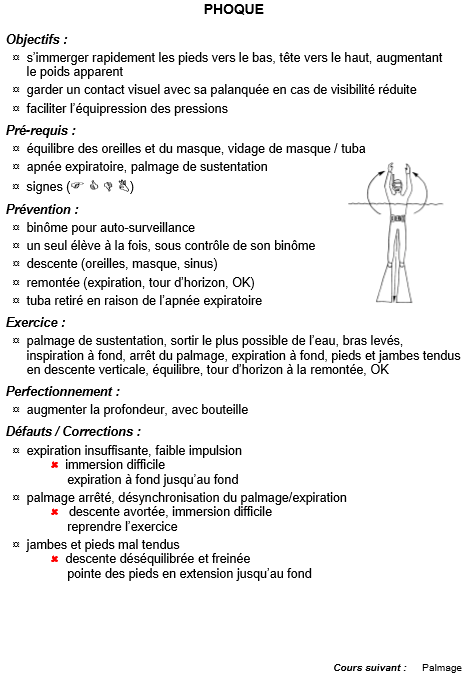 PHOQUE
Objectifs :
¤ s'immerger rapidement les pieds vers le bas, tête vers le haut, augmentant
le poids apparent
¤ garder un contact visuel avec sa palanquée en cas de visibilité réduite
¤ faciliter l'équipression des pressions
Pré-requis :
¤ équilibre des oreilles et du masque, vidage de masque / tuba
¤ apnée expiratoire, palmage de sustentation
¤ signes (☞ 👍 👎 👌)
Prévention :
¤ binôme pour auto-surveillance
¤ un seul élève à la fois, sous contrôle de son binôme
¤ descente (oreilles, masque, sinus)
¤ remontée (expiration, tour d'horizon, OK)
¤ tuba retiré en raison de l'apnée expiratoire
Exercice :
¤ palmage de sustentation, sortir le plus possible de l'eau, bras levés,
inspiration à fond, arrêt du palmage, expiration à fond, pieds et jambes tendus
en descente verticale, équilibre, tour d'horizon à la remontée, OK
Perfectionnement :
¤ augmenter la profondeur, avec bouteille
Défauts / Corrections :
¤ expiration insuffisante, faible impulsion
✖ immersion difficile
expiration à fond jusqu'au fond
¤ palmage arrêté, désynchronisation du palmage/expiration
✖ descente avortée, immersion difficile
reprendre l'exercice
¤ jambes et pieds mal tendus
✖ descente déséquilibrée et freinée
pointe des pieds en extension jusqu'au fond
Cours suivant : Palmage